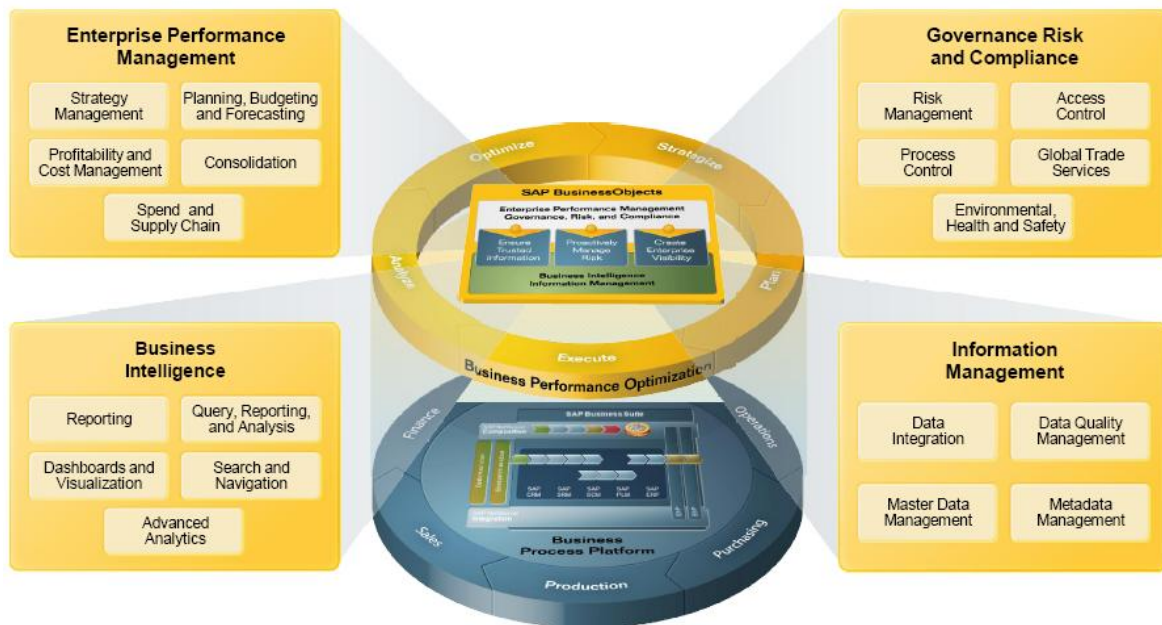 Enterprise Performance
Management
Strategy
Management
Planning, Budgeting
and Forecasting
Profitability and
Cost Management
Consolidation
Spend and
Supply Chain
Governance Risk
and Compliance
Risk
Management
Access
Control
Process
Control
Global Trade
Services
Environmental,
Health and Safety
Optimize
Strategize
Analyze
Plan
Execute
SAP BusinessObjects
Enterprise Performance Management
Governance, Risk, and Compliance
Ensure
Trusted
Information
Proactively
Manage
Risk
Create
Enterprise
Visibility
Business Intelligence
Information Management
Business Performance Optimization
Business
Intelligence
Reporting
Query, Reporting,
and Analysis
Dashboards and
Visualization
Search and
Navigation
Advanced
Analytics
Finance
Operations
Sales
Purchasing
Production
SAP Business Suite
SAP
CRM
SAP
SRM
SAP
SCM
SAP
PLM
SAP
ERP
Business
Process Platform
Information
Management
Data
Integration
Data Quality
Management
Master Data
Management
Metadata
Management